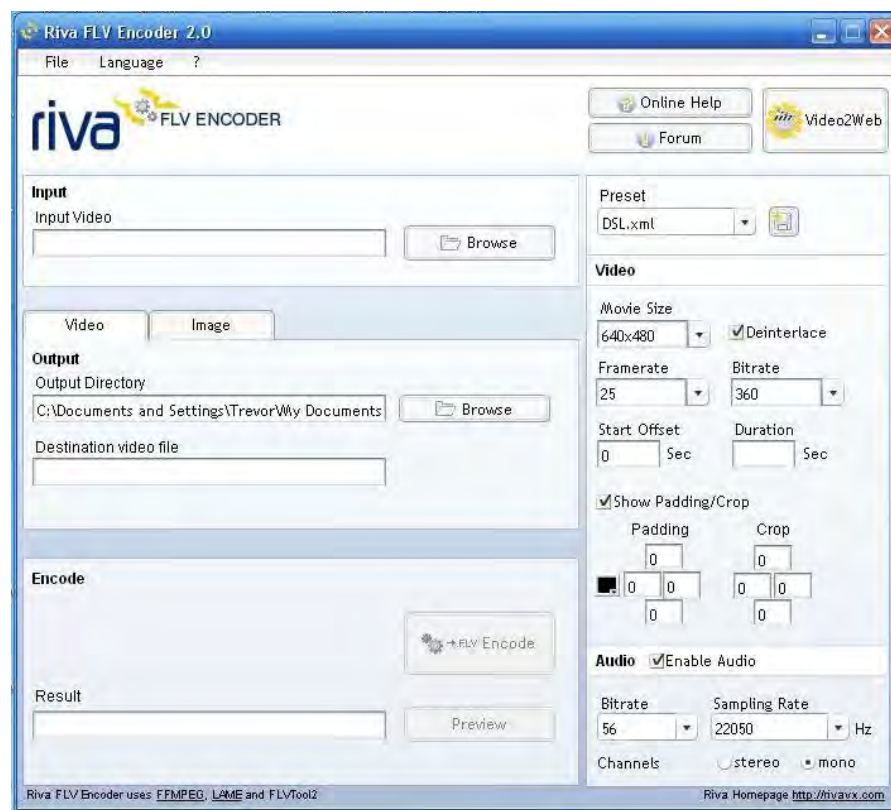 Riva FLV Encoder 2.0
File Language ?
riva FLV ENCODER
Online Help
Forum
Video2Web
Input
Input Video
Browse
Video Image
Output
Output Directory
C:\Documents and Settings\Trevor\My Documents
Browse
Destination video file
Encode
→FLV Encode
Result
Preview
Preset
DSL.xml
Video
Movie Size
640x480
Deinterlace
Framerate Bitrate
25 360
Start Offset Duration
0 Sec Sec
Show Padding/Crop
Padding Crop
0 0
0 0 0 0
0 0
Audio Enable Audio
Bitrate Sampling Rate
56 22050 Hz
Channels stereo mono
Riva FLV Encoder uses FFMPEG, LAME and FLVTool2
Riva Homepage http://rivavx.com